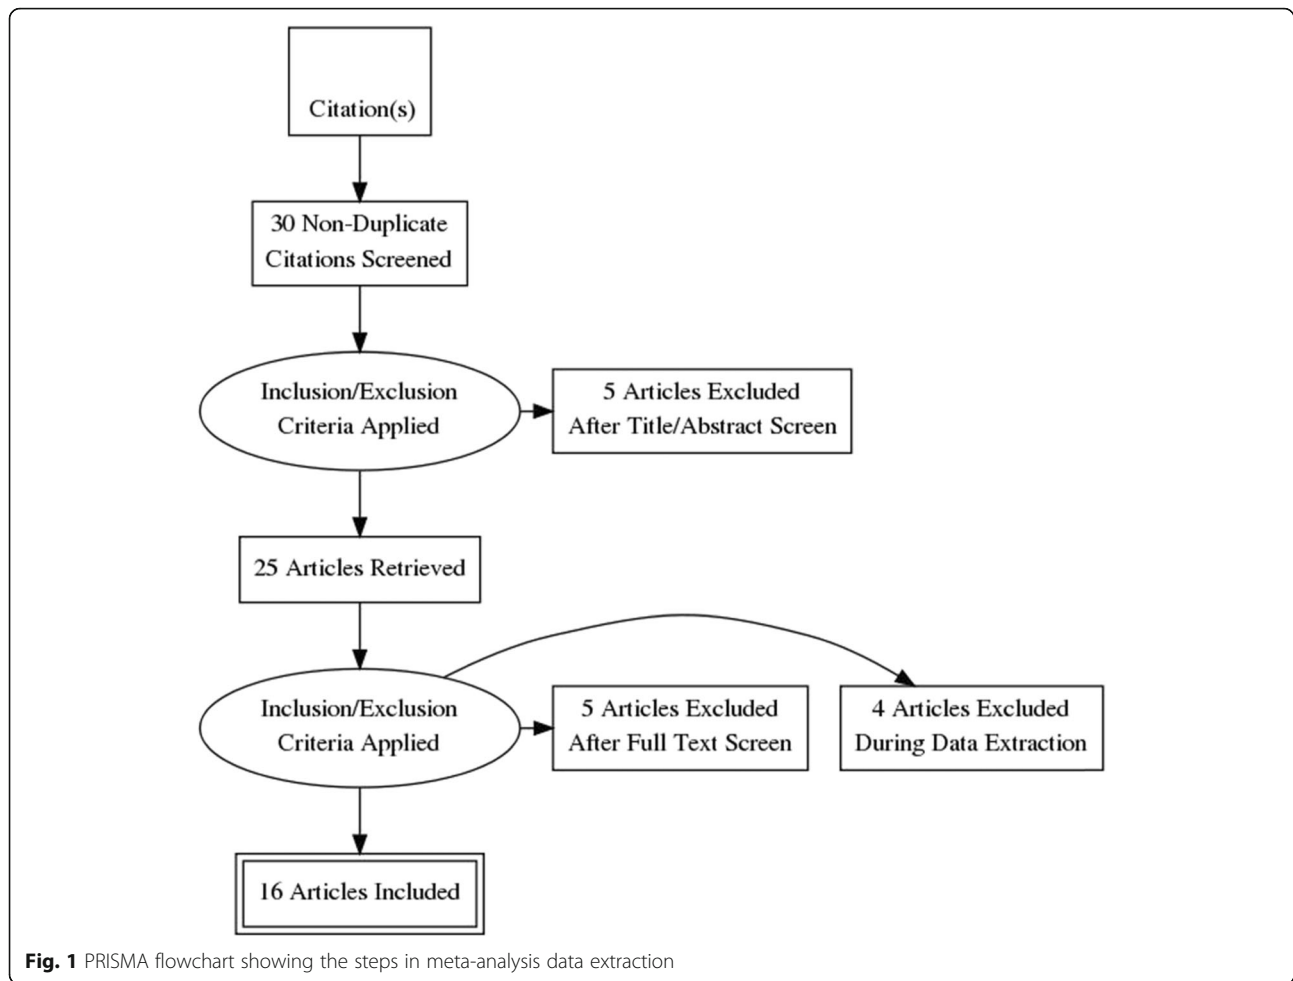 Citation(s)
30 Non-Duplicate
Citations Screened
Inclusion/Exclusion
Criteria Applied
5 Articles Excluded
After Title/Abstract Screen
25 Articles Retrieved
Inclusion/Exclusion
Criteria Applied
5 Articles Excluded
After Full Text Screen
4 Articles Excluded
During Data Extraction
16 Articles Included
Fig. 1 PRISMA flowchart showing the steps in meta-analysis data extraction